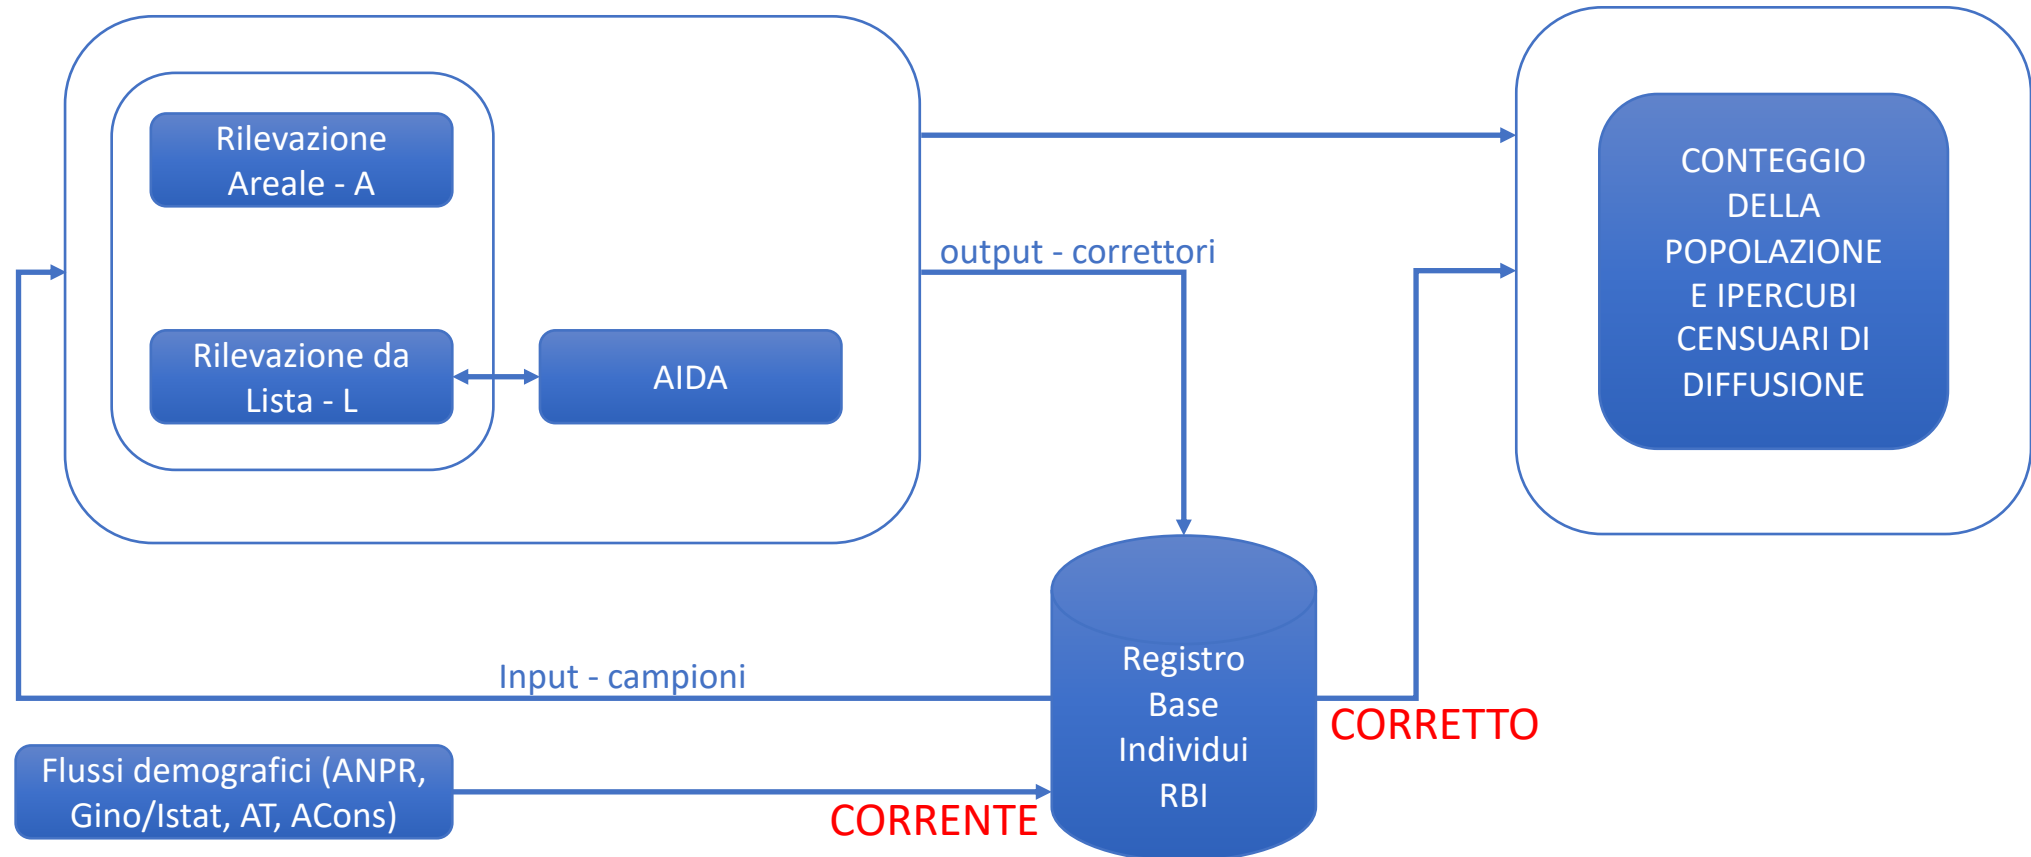 Rilevazione
Areale - A
Rilevazione da
Lista - L
AIDA
output - correttori
CONTEGGIO
DELLA
POPOLAZIONE
E IPERCUBI
CENSUARI DI
DIFFUSIONE
Input - campioni
Registro
Base
Individui
RBI
CORRETTO
Flussi demografici (ANPR,
Gino/Istat, AT, ACons)
CORRENTE